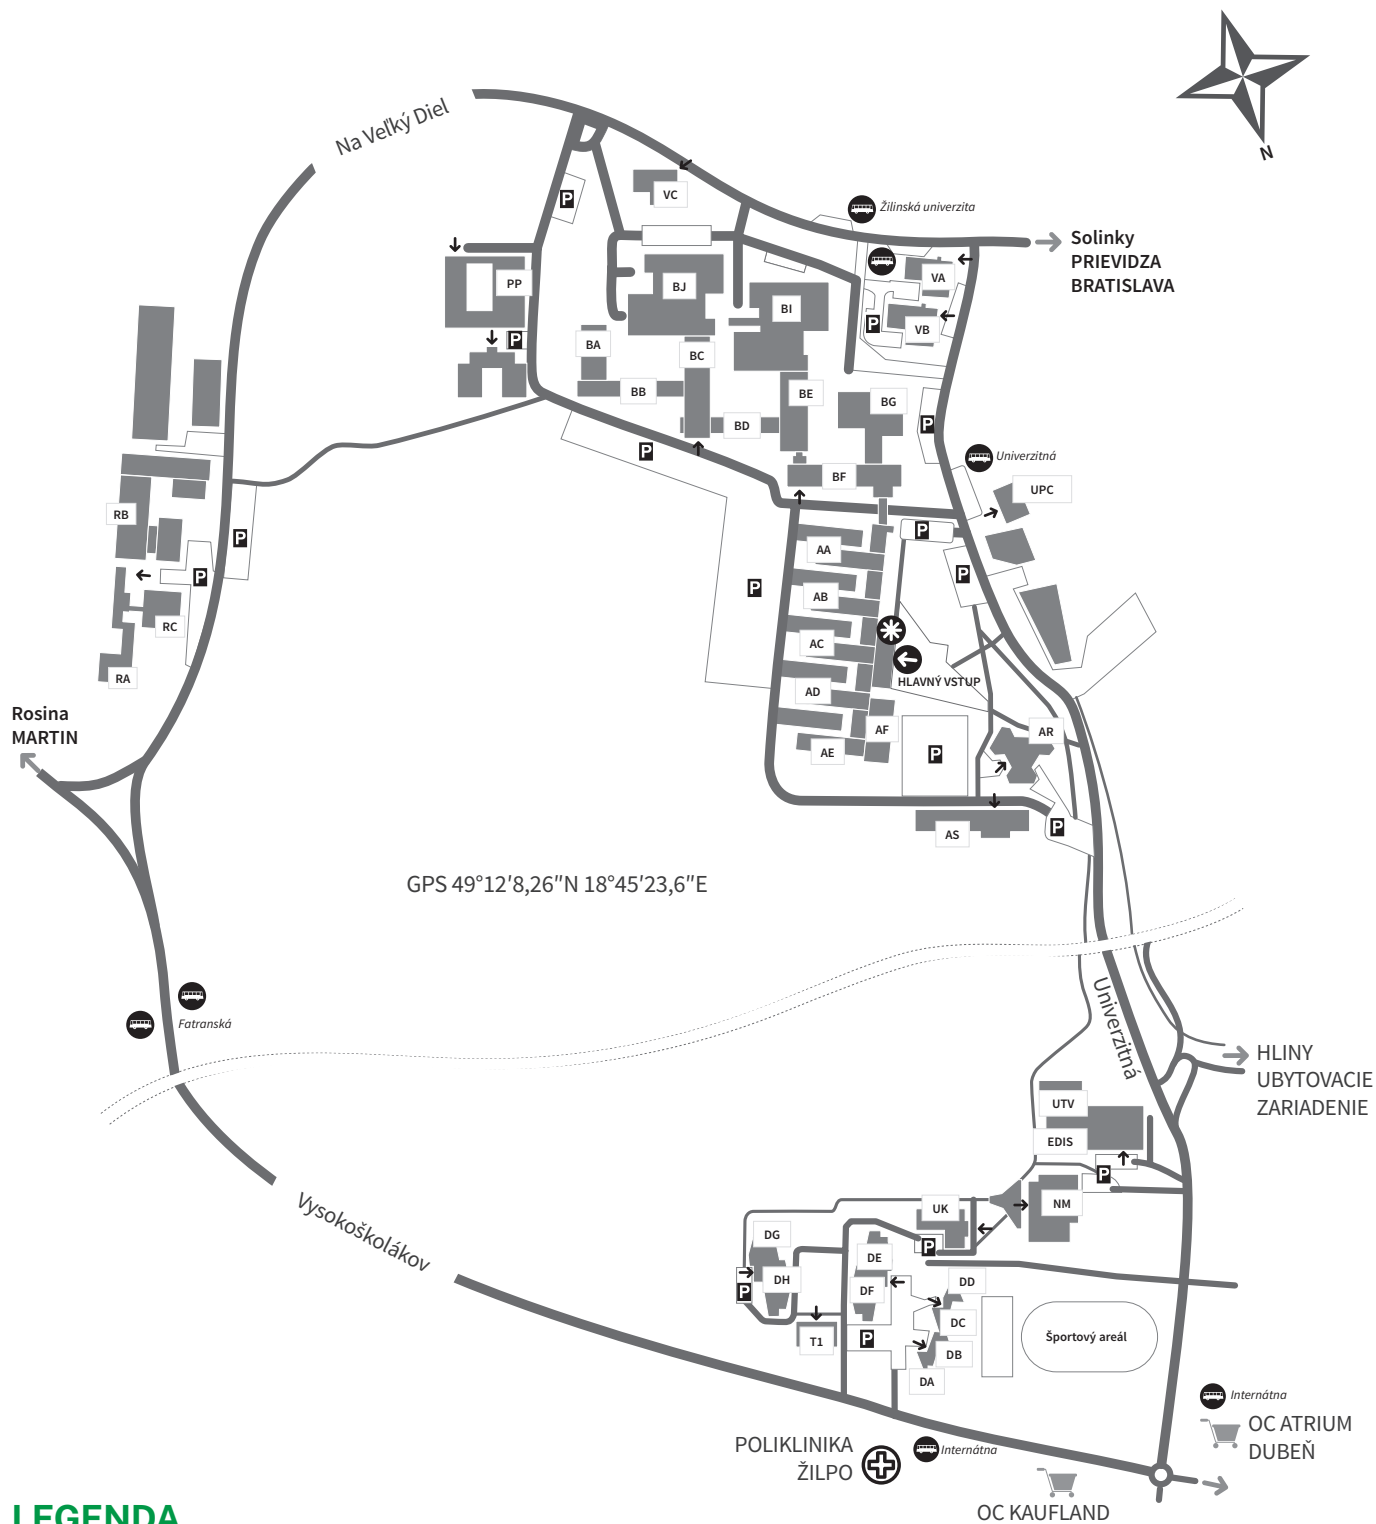 Na Veľký Diel
N
P
VC
Žilinská univerzita
Solinky
PRIEVIDZA
BRATISLAVA
PP
BJ
BI
VA
VB
P
P
BA
BC
BB
BE
BG
BD
P
P
Univerzitná
BF
UPC
RB
P
P
AA
P
P
P
AB
RC
AC
HLAVNÝ VSTUP
RA
AD
Rosina
MARTIN
AF
AR
AE
P
AS
P
GPS 49°12′8,26″N 18°45′23,6″E
Univerzitná
Fatranská
HLINY
UBYTOVACIE
ZARIADENIE
UTV
EDIS
P
NM
UK
P
Vysokoškolákov
DG
DE
DH
DF
DD
P
DC
T1
P
DB
DA
Športový areál
Internátna
OC ATRIUM
DUBEŇ
POLIKLINIKA
ŽILPO
Internátna
OC KAUFLAND
LEGENDA